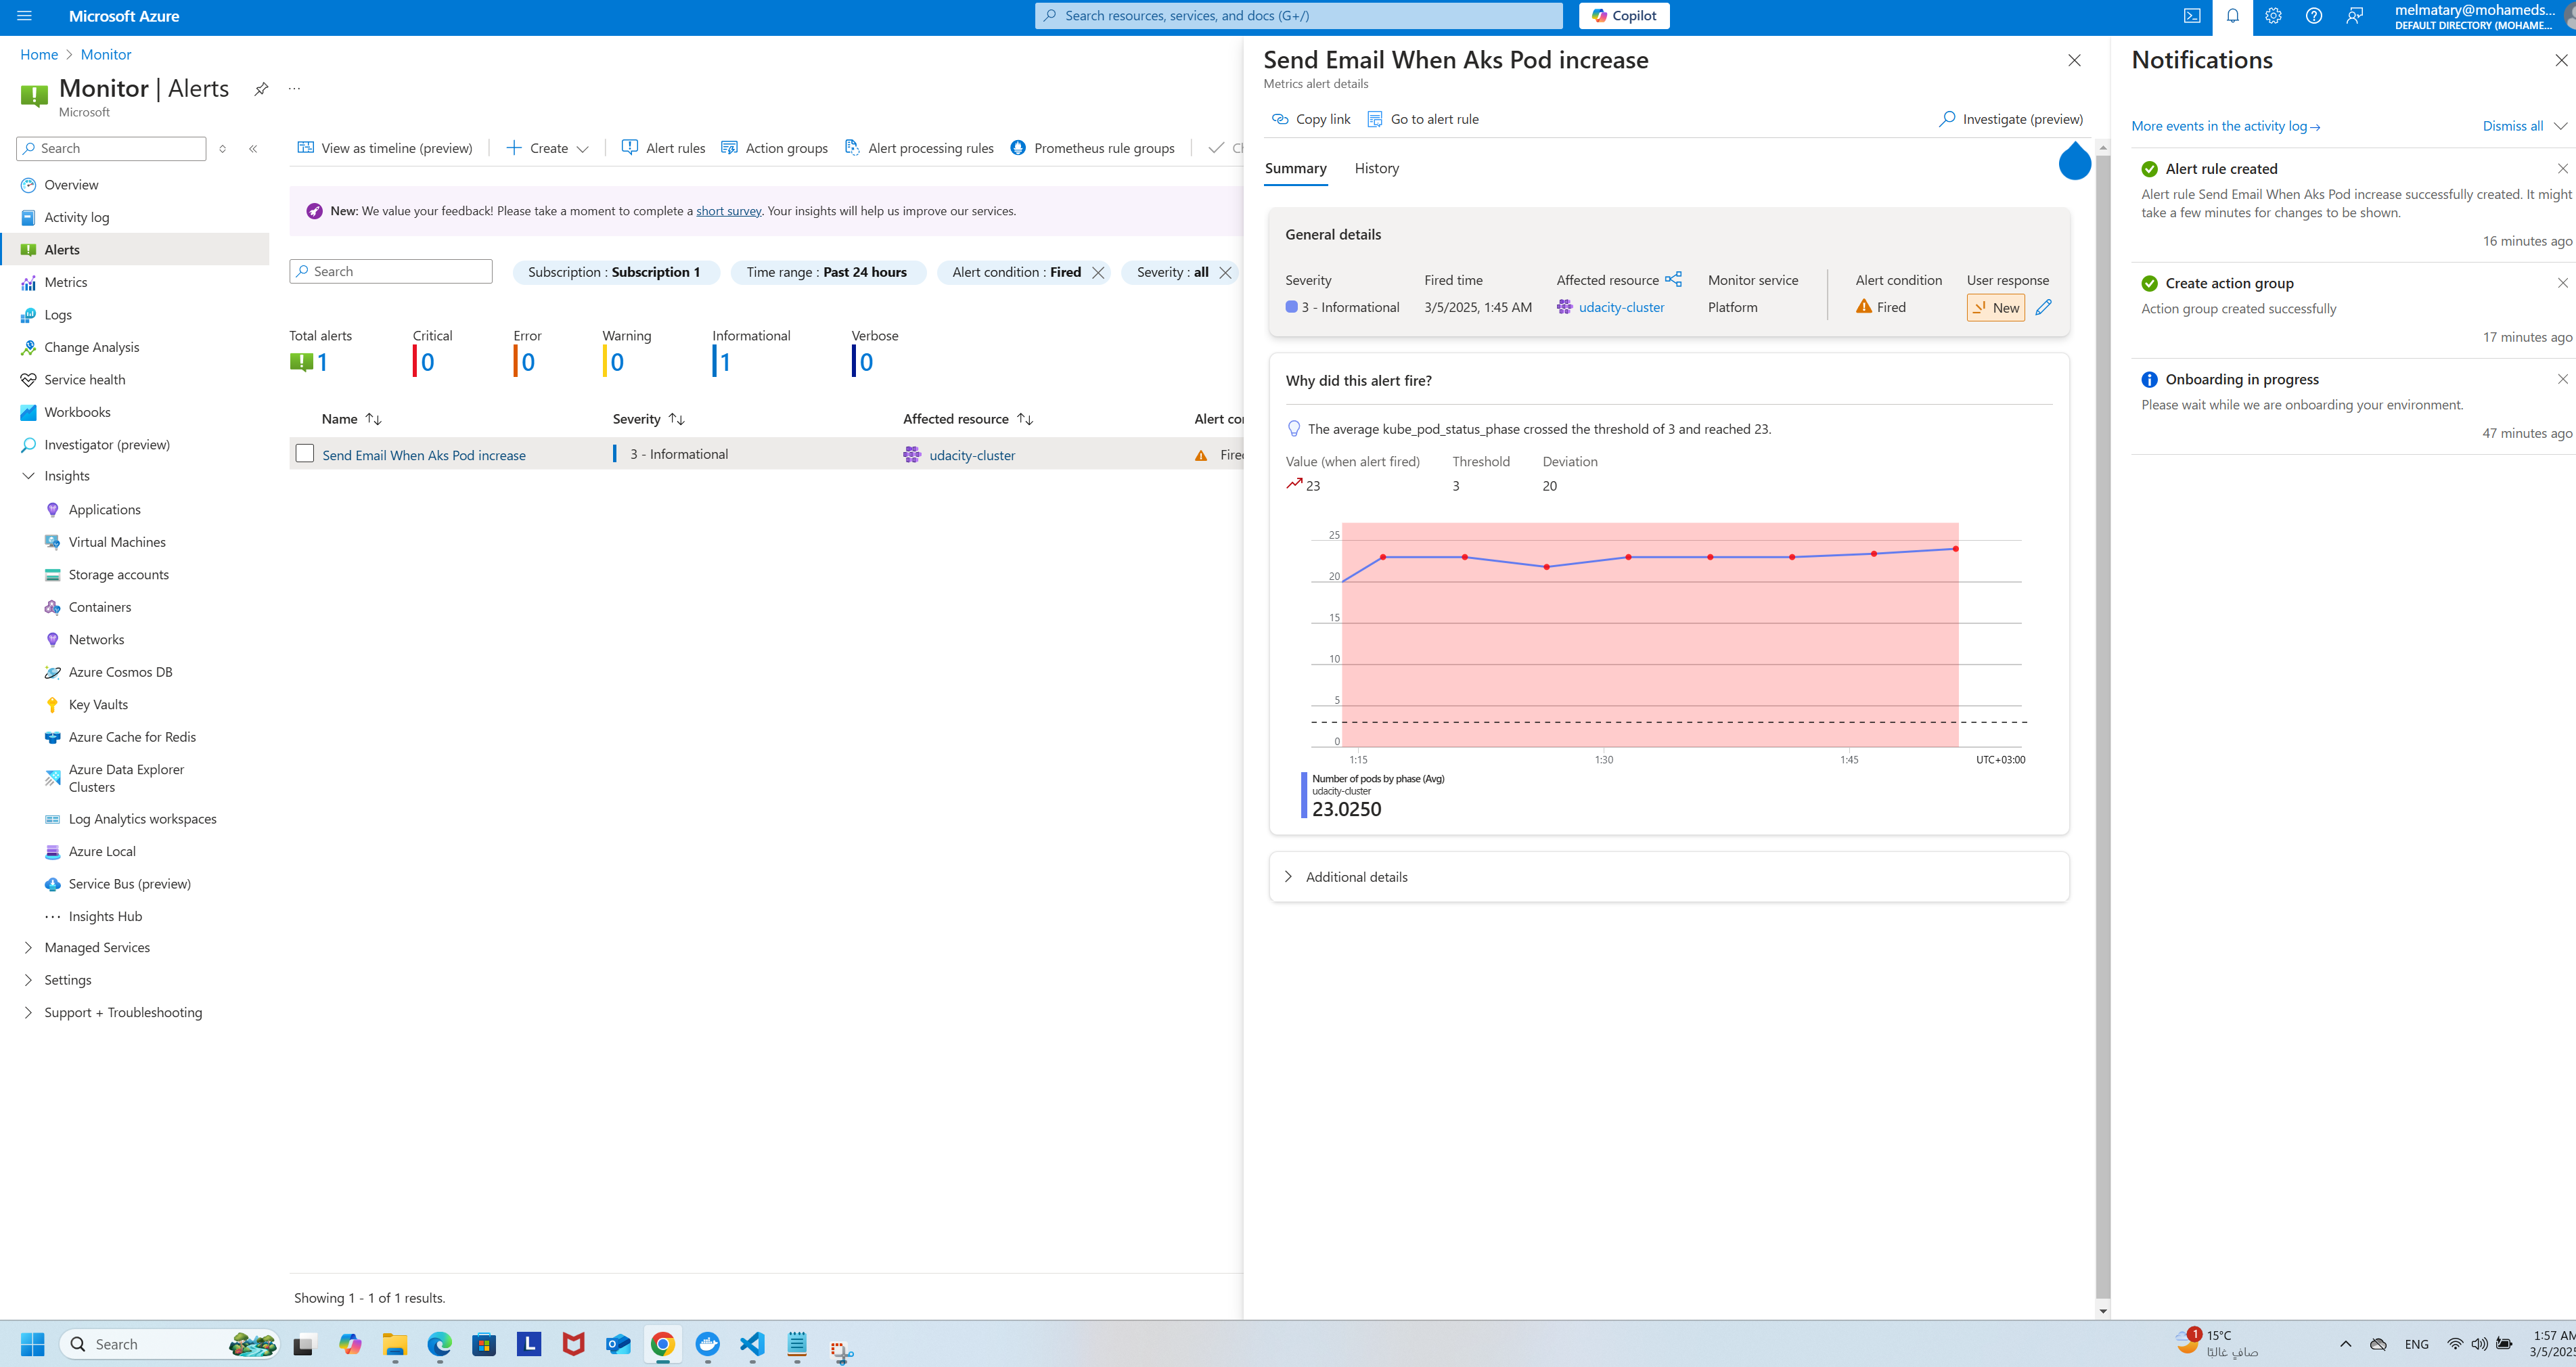 Microsoft Azure
Search resources, services, and docs (G+/)
Copilot
melmatary@mohameds...
DEFAULT DIRECTORY (MOHAME...
Home > Monitor
Monitor | Alerts
...
Microsoft
Search
Overview
Activity log
Alerts
Metrics
Logs
Change Analysis
Service health
Workbooks
Investigator (preview)
Insights
Applications
Virtual Machines
Storage accounts
Containers
Networks
Azure Cosmos DB
Key Vaults
Azure Cache for Redis
Azure Data Explorer
Clusters
Log Analytics workspaces
Azure Local
Service Bus (preview)
Insights Hub
Managed Services
Settings
Support + Troubleshooting
View as timeline (preview)
Create
Alert rules
Action groups
Alert processing rules
Prometheus rule groups
New: We value your feedback! Please take a moment to complete a short survey. Your insights will help us improve our services.
Search
Subscription : Subscription 1
Time range : Past 24 hours
Alert condition : Fired
Severity : all
Total alerts Critical Error Warning Informational Verbose
1 0 0 0 1 0
Name Severity Affected resource Alert co
Send Email When Aks Pod increase 3 - Informational udacity-cluster Fire
Showing 1 - 1 of 1 results.
Send Email When Aks Pod increase
Metrics alert details
Copy link
Go to alert rule
Investigate (preview)
Summary History
General details
Severity Fired time Affected resource Monitor service Alert condition User response
3 - Informational 3/5/2025, 1:45 AM udacity-cluster Platform Fired New
Why did this alert fire?
The average kube_pod_status_phase crossed the threshold of 3 and reached 23.
Value (when alert fired) Threshold Deviation
23 3 20
25
20
15
10
5
0
1:15 1:30 1:45 UTC+03:00
Number of pods by phase (Avg)
udacity-cluster
23.0250
Additional details
Notifications
More events in the activity log→
Dismiss all
Alert rule created
Alert rule Send Email When Aks Pod increase successfully created. It might
take a few minutes for changes to be shown.
16 minutes ago
Create action group
Action group created successfully
17 minutes ago
Onboarding in progress
Please wait while we are onboarding your environment.
47 minutes ago
Search
1
15°C
صافٍ غالبًا
ENG
1:57 AM
3/5/2025